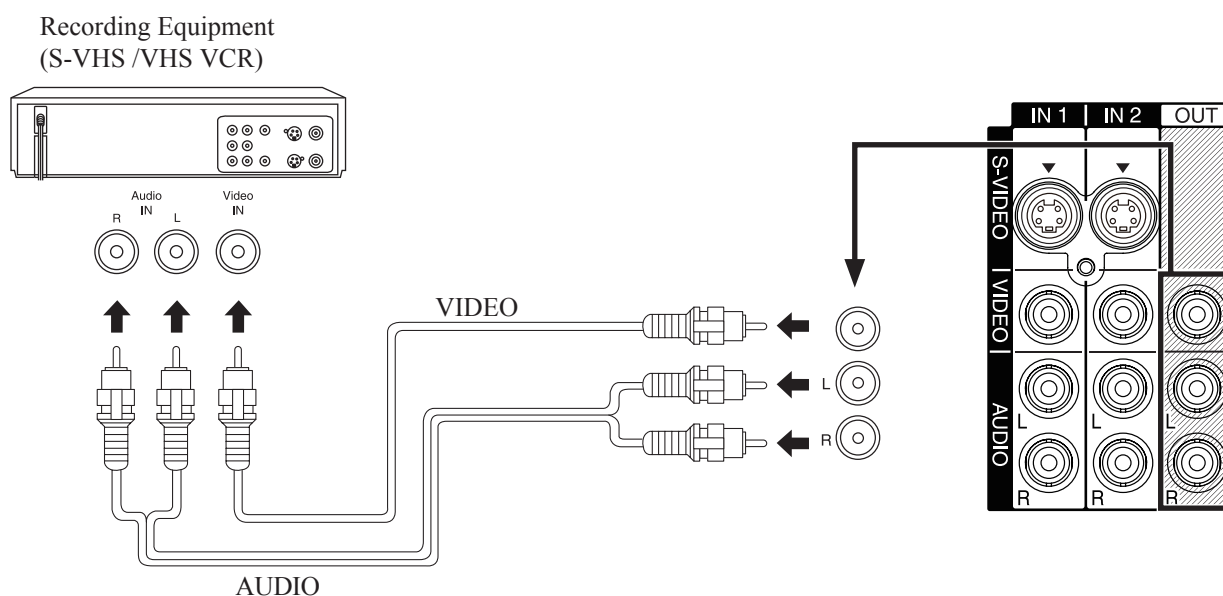 Recording Equipment
(S-VHS /VHS VCR)
Audio
IN
Video
IN
R
L
VIDEO
L
R
AUDIO
IN 1
IN 2
OUT
S-VIDEO
VIDEO
AUDIO
L
L
L
R
R
R